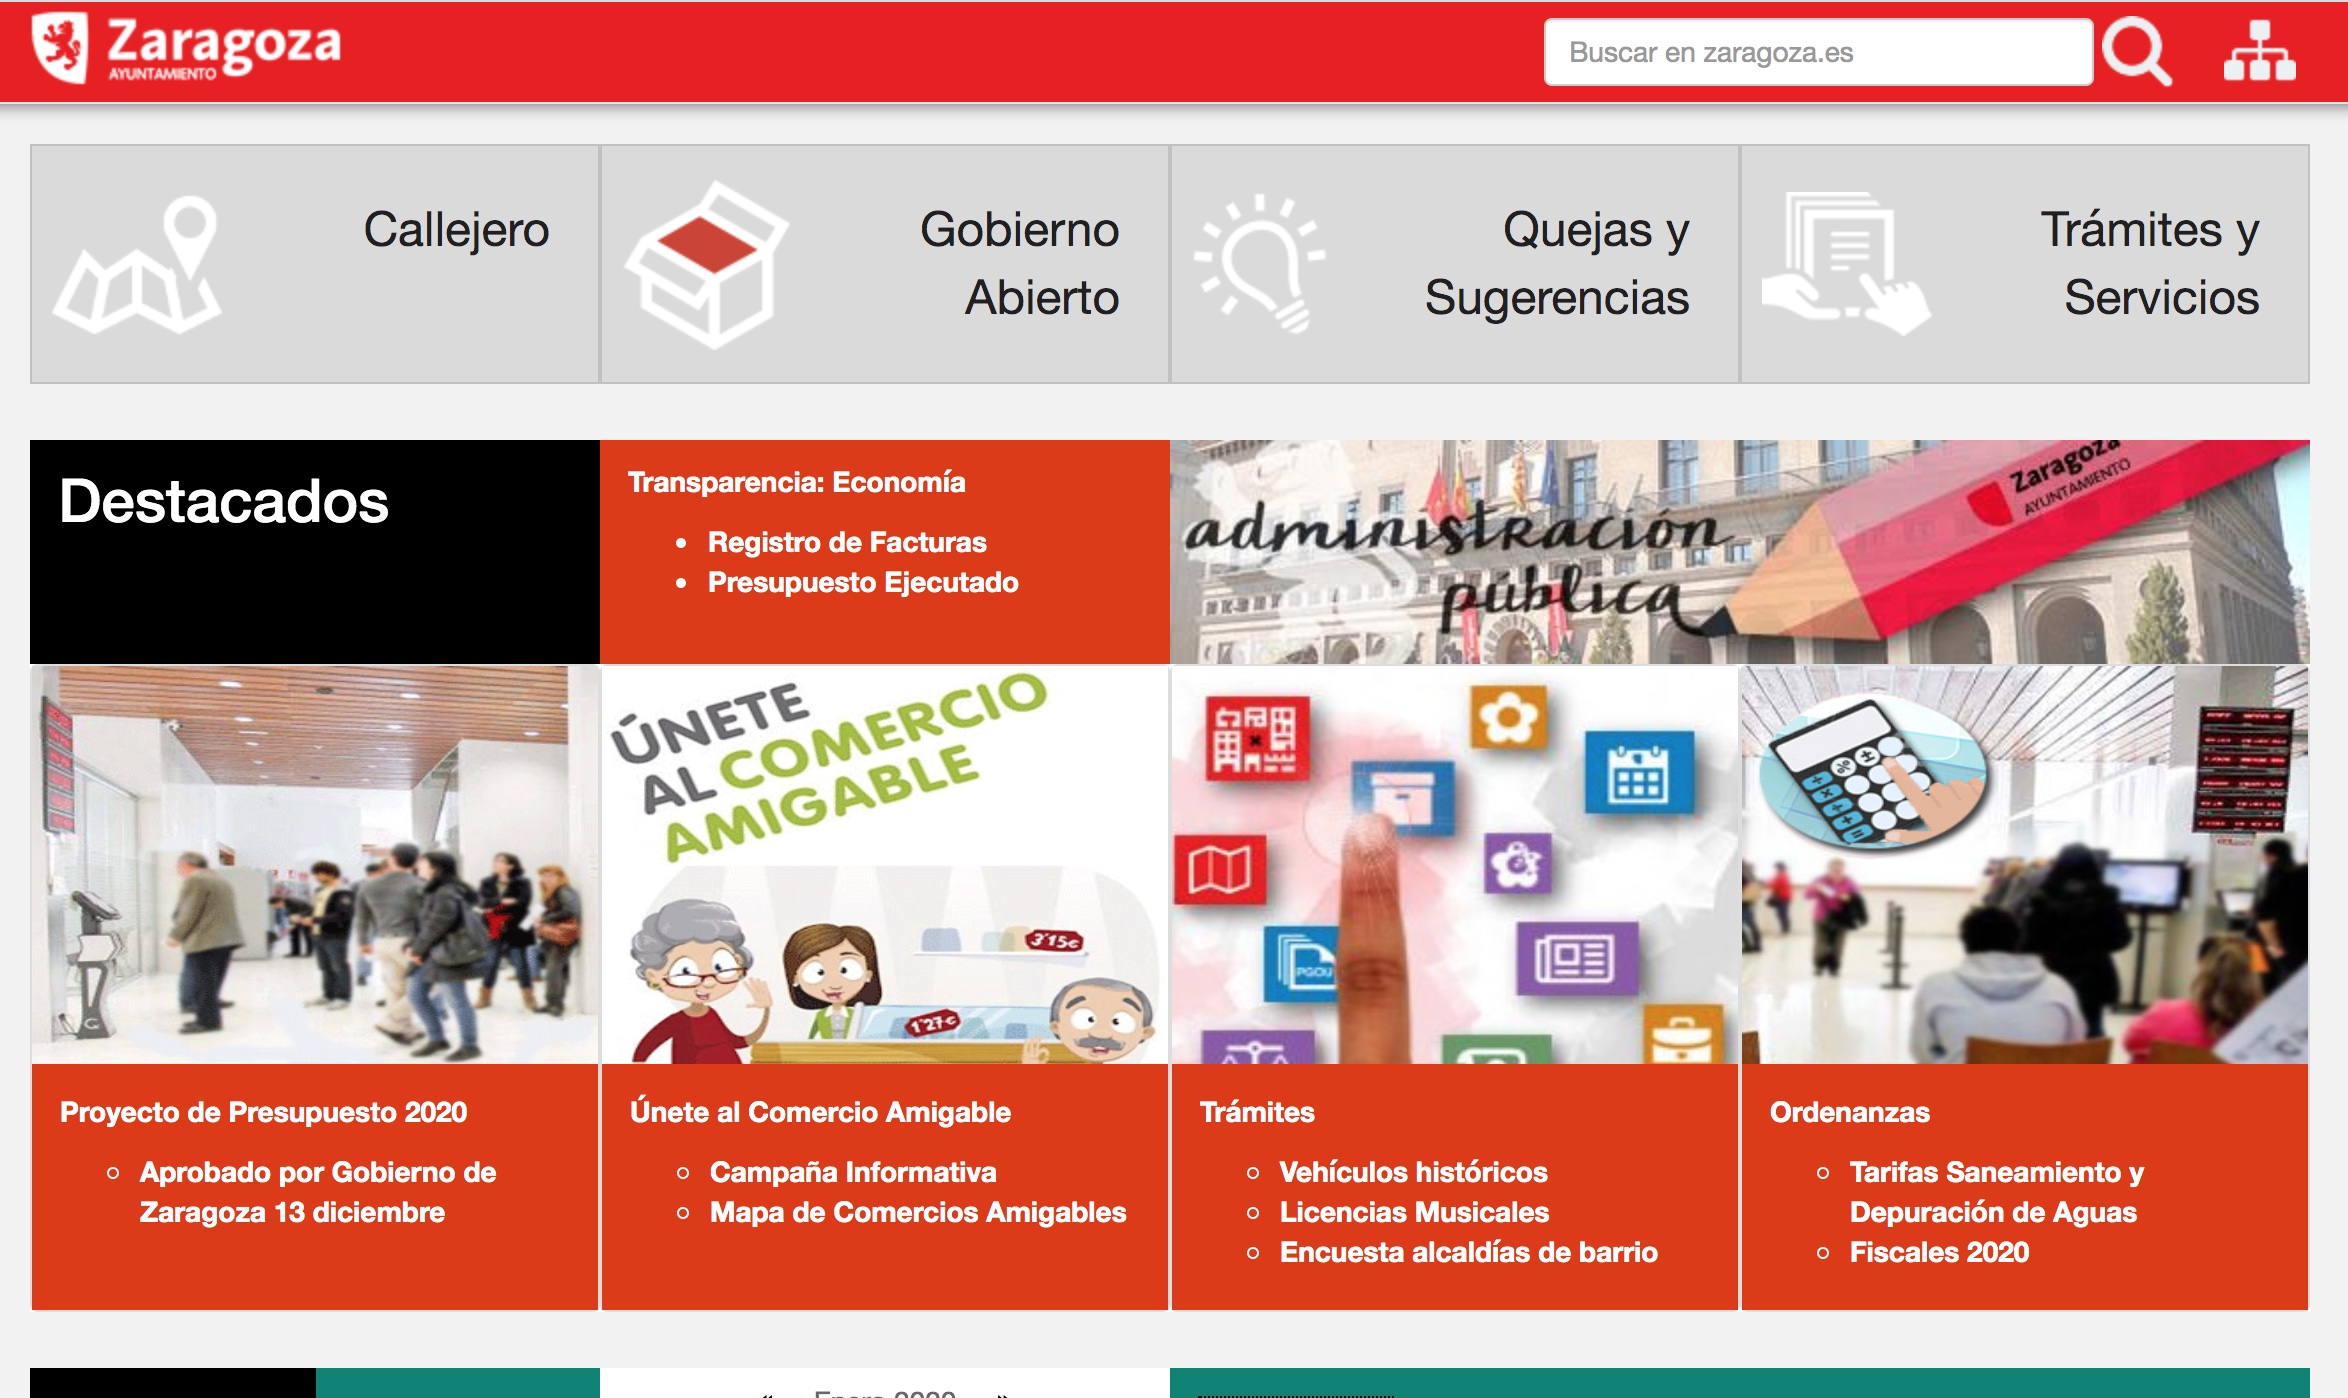 Zaragoza
AYUNTAMIENTO
Buscar en zaragoza.es
Callejero
Gobierno
Abierto
Quejas y
Sugerencias
Trámites y
Servicios
Destacados
Transparencia: Economía
Registro de Facturas
Presupuesto Ejecutado
administración
pública
Zaragoza
AYUNTAMIENTO
ÚNETE
AL COMERCIO
AMIGABLE
3'15€
1'27€
PGOU
Proyecto de Presupuesto 2020
Aprobado por Gobierno de
Zaragoza 13 diciembre
Únete al Comercio Amigable
Campaña Informativa
Mapa de Comercios Amigables
Trámites
Vehículos históricos
Licencias Musicales
Encuesta alcaldías de barrio
Ordenanzas
Tarifas Saneamiento y
Depuración de Aguas
Fiscales 2020
Enero 2020